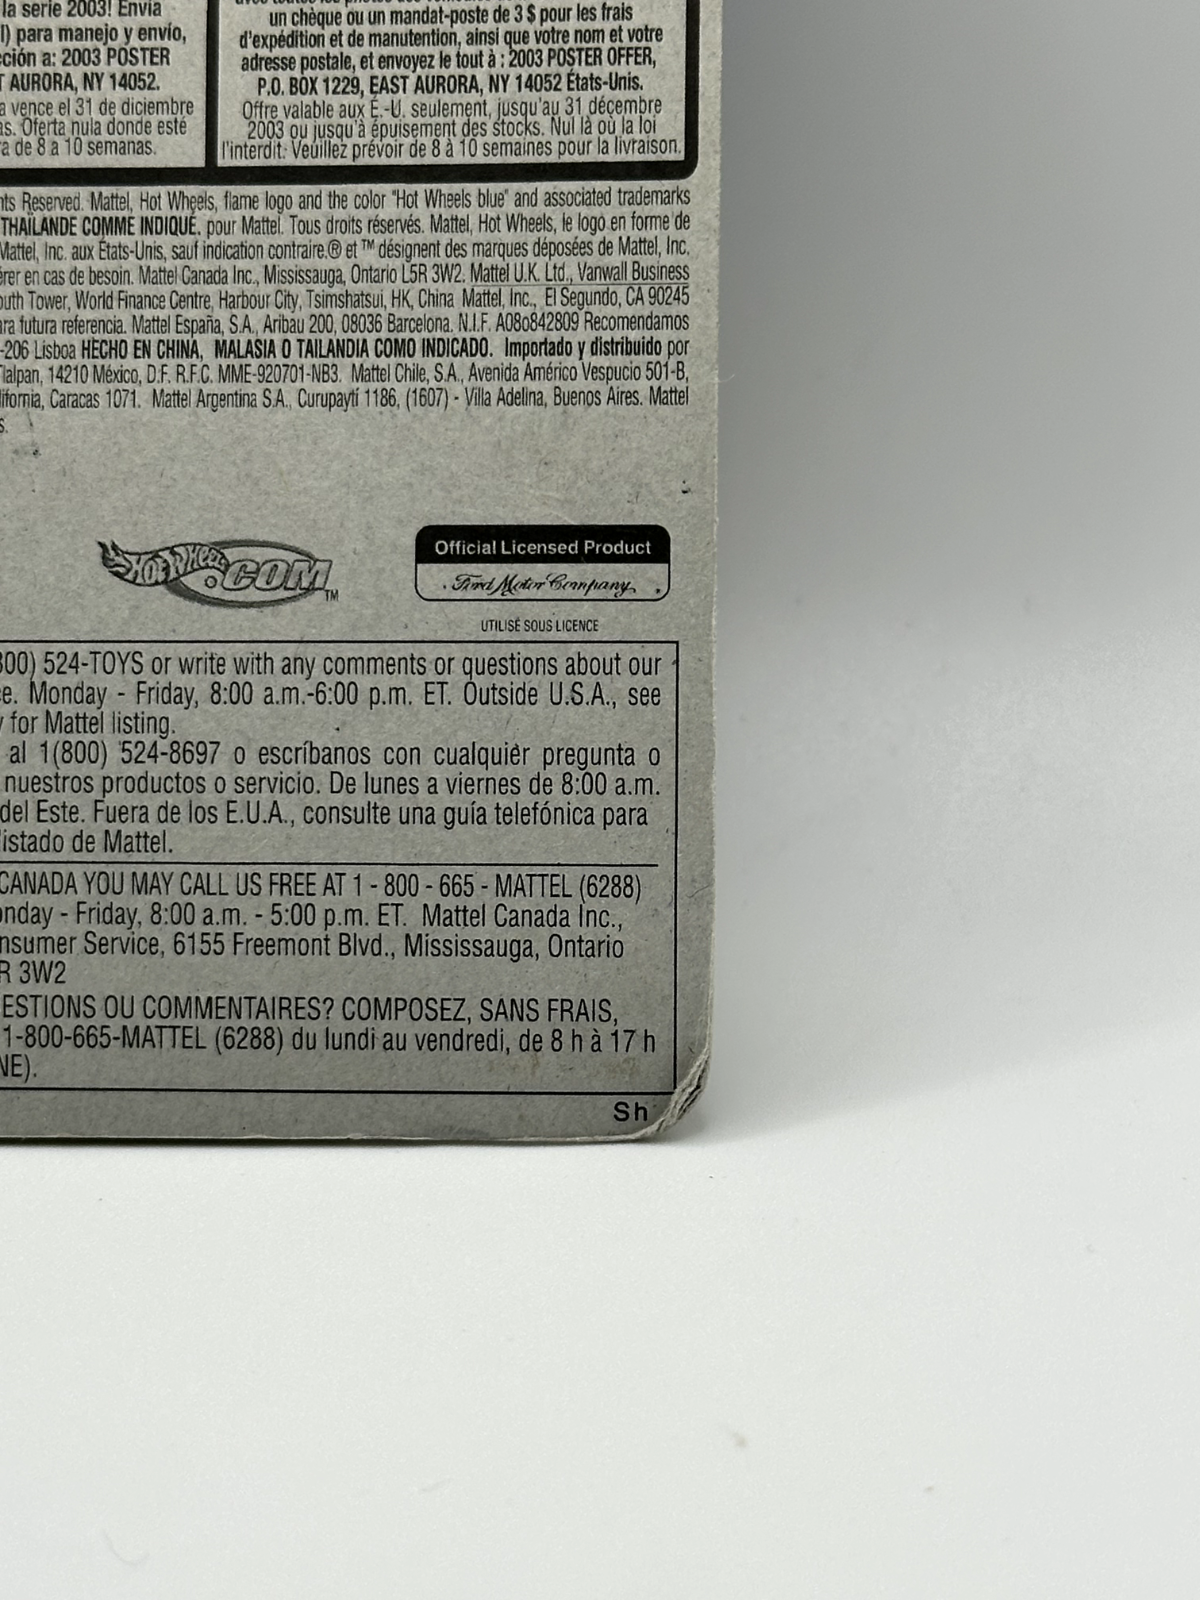 la serie 2003! Envía
l) para manejo y envío,
cción a: 2003 POSTER
T AURORA, NY 14052.
a vence el 31 de diciembre
as. Oferta nula donde esté
ra de 8 a 10 semanas.
un chèque ou un mandat-poste de 3 $ pour les frais
d'expédition et de manutention, ainsi que votre nom et votre
adresse postale, et envoyez le tout à : 2003 POSTER OFFER,
P.O. BOX 1229, EAST AURORA, NY 14052 États-Unis.
Offre valable aux É.-U. seulement, jusqu'au 31 décembre
2003 ou jusqu'à épuisement des stocks. Nul là où la loi
l'interdit. Veuillez prévoir de 8 à 10 semaines pour la livraison.
nts Reserved. Mattel, Hot Wheels, flame logo and the color "Hot Wheels blue" and associated trademarks
THAÏLANDE COMME INDIQUÉ, pour Mattel. Tous droits réservés. Mattel, Hot Wheels, le logo en forme de
Mattel, Inc. aux États-Unis, sauf indication contraire.® et ™ désignent des marques déposées de Mattel, Inc.
érer en cas de besoin. Mattel Canada Inc., Mississauga, Ontario L5R 3W2. Mattel U.K. Ltd., Vanwall Business
outh Tower, World Finance Centre, Harbour City, Tsimshatsui, HK, China Mattel, Inc., El Segundo, CA 90245
ara futura referencia. Mattel España, S.A., Aribau 200, 08036 Barcelona. N.I.F. A08o842809 Recomendamos
-206 Lisboa HECHO EN CHINA, MALASIA O TAILANDIA COMO INDICADO. Importado y distribuido por
Tlalpan, 14210 México, D.F. R.F.C. MME-920701-NB3. Mattel Chile, S.A., Avenida Américo Vespucio 501-B,
lifornia, Caracas 1071. Mattel Argentina S.A., Curupaytí 1186, (1607) - Villa Adelina, Buenos Aires. Mattel
s.
HOT WHEELS.COM™
Official Licensed Product
Ford Motor Company
UTILISÉ SOUS LICENCE
800) 524-TOYS or write with any comments or questions about our
ce. Monday - Friday, 8:00 a.m.-6:00 p.m. ET. Outside U.S.A., see
y for Mattel listing.
al 1(800) 524-8697 o escríbanos con cualquier pregunta o
nuestros productos o servicio. De lunes a viernes de 8:00 a.m.
del Este. Fuera de los E.U.A., consulte una guía telefónica para
listado de Mattel.
CANADA YOU MAY CALL US FREE AT 1 - 800 - 665 - MATTEL (6288)
onday - Friday, 8:00 a.m. - 5:00 p.m. ET. Mattel Canada Inc.,
nsumer Service, 6155 Freemont Blvd., Mississauga, Ontario
R 3W2
ESTIONS OU COMMENTAIRES? COMPOSEZ, SANS FRAIS,
1-800-665-MATTEL (6288) du lundi au vendredi, de 8 h à 17 h
NE).
Sh